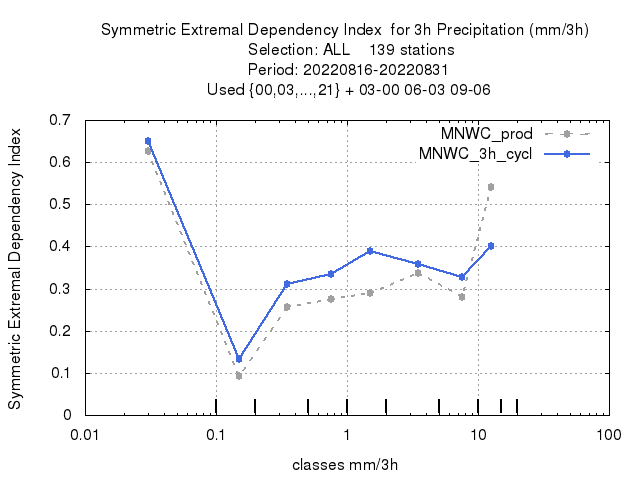 Symmetric Extremal Dependency Index  for 3h Precipitation (mm/3h)
Selection: ALL    139 stations
Period: 20220816-20220831
Used {00,03,...,21} + 03-00 06-03 09-06
MNWC_prod
MNWC_3h_cycl
Symmetric Extremal Dependency Index
0.7
0.6
0.5
0.4
0.3
0.2
0.1
0
0.01 0.1 1 10 100
classes mm/3h